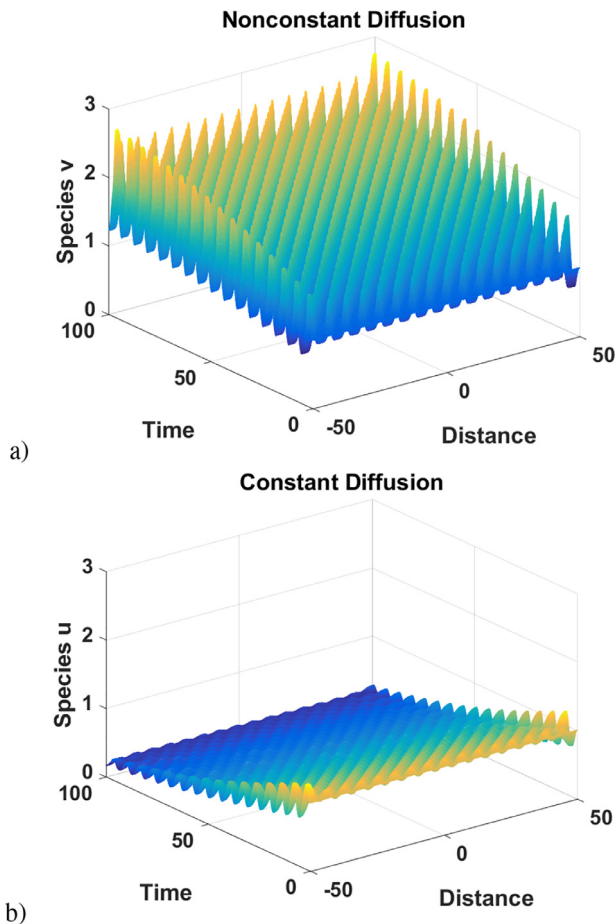 Nonconstant Diffusion
3
2
1
0
Species v
100
50
0
Time
-50
0
50
Distance
a)
Constant Diffusion
3
2
1
0
Species u
100
50
0
Time
-50
0
50
Distance
b)